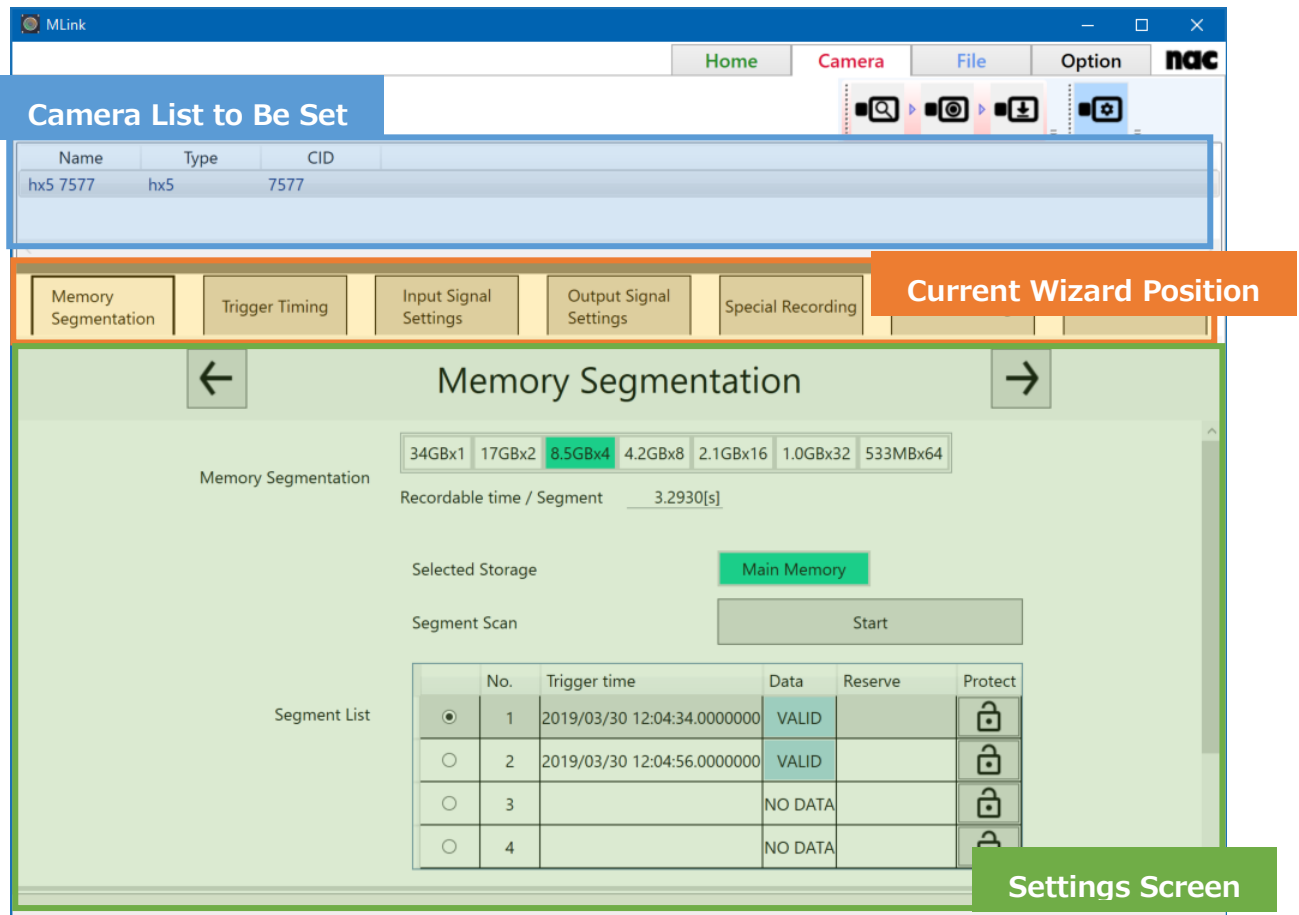 MLink
Home Camera File Option nac
Camera List to Be Set
Name Type CID
hx5 7577 hx5 7577
Current Wizard Position
Memory Segmentation
Trigger Timing
Input Signal Settings
Output Signal Settings
Special Recording
Memory Segmentation
Memory Segmentation
34GBx1 17GBx2 8.5GBx4 4.2GBx8 2.1GBx16 1.0GBx32 533MBx64
Recordable time / Segment 3.2930[s]
Selected Storage Main Memory
Segment Scan Start
Segment List
No. Trigger time Data Reserve Protect
1 2019/03/30 12:04:34.0000000 VALID
2 2019/03/30 12:04:56.0000000 VALID
3 NO DATA
4 NO DATA
Settings Screen